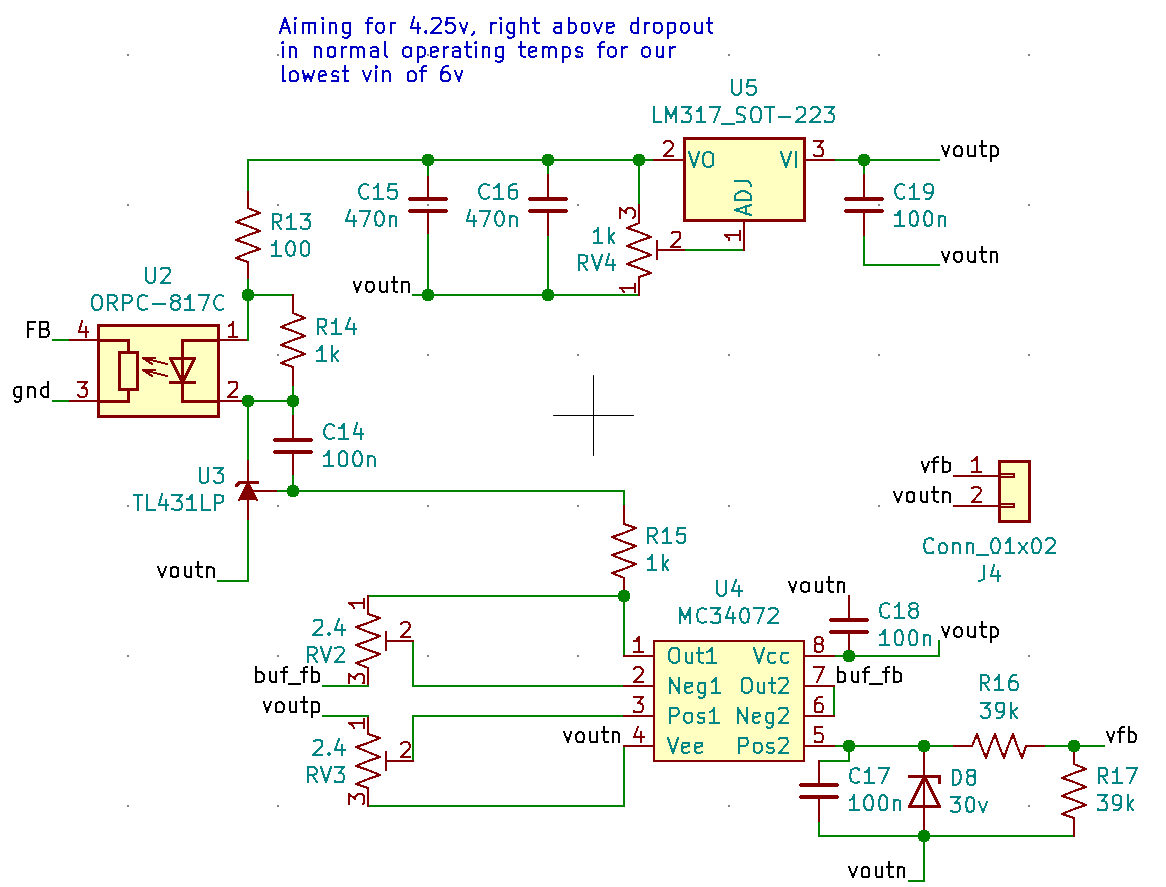 Aiming for 4.25v, right above dropout
in normal operating temps for our
lowest vin of 6v
U5
LM317_SOT-223
2 VO VI 3 voutp
ADJ
1
C15
470n
C16
470n
C19
100n
voutn
3
1k
RV4
2
1
voutn
R13
100
U2
ORPC-817C
FB 4 1
gnd 3 2
R14
1k
C14
100n
U3
TL431LP
voutn
vfb 1
voutn 2
Conn_01x02
J4
R15
1k
U4
MC34072
voutn
C18
100n
voutp
1
2.4
RV2
2
3
buf_fb
voutp
1
2.4
RV3
2
3
voutn
1 Out1 Vcc 8
2 Neg1 Out2 7 buf_fb
3 Pos1 Neg2 6
4 Vee Pos2 5
R16
39k
vfb
C17
100n
D8
30v
R17
39k
voutn